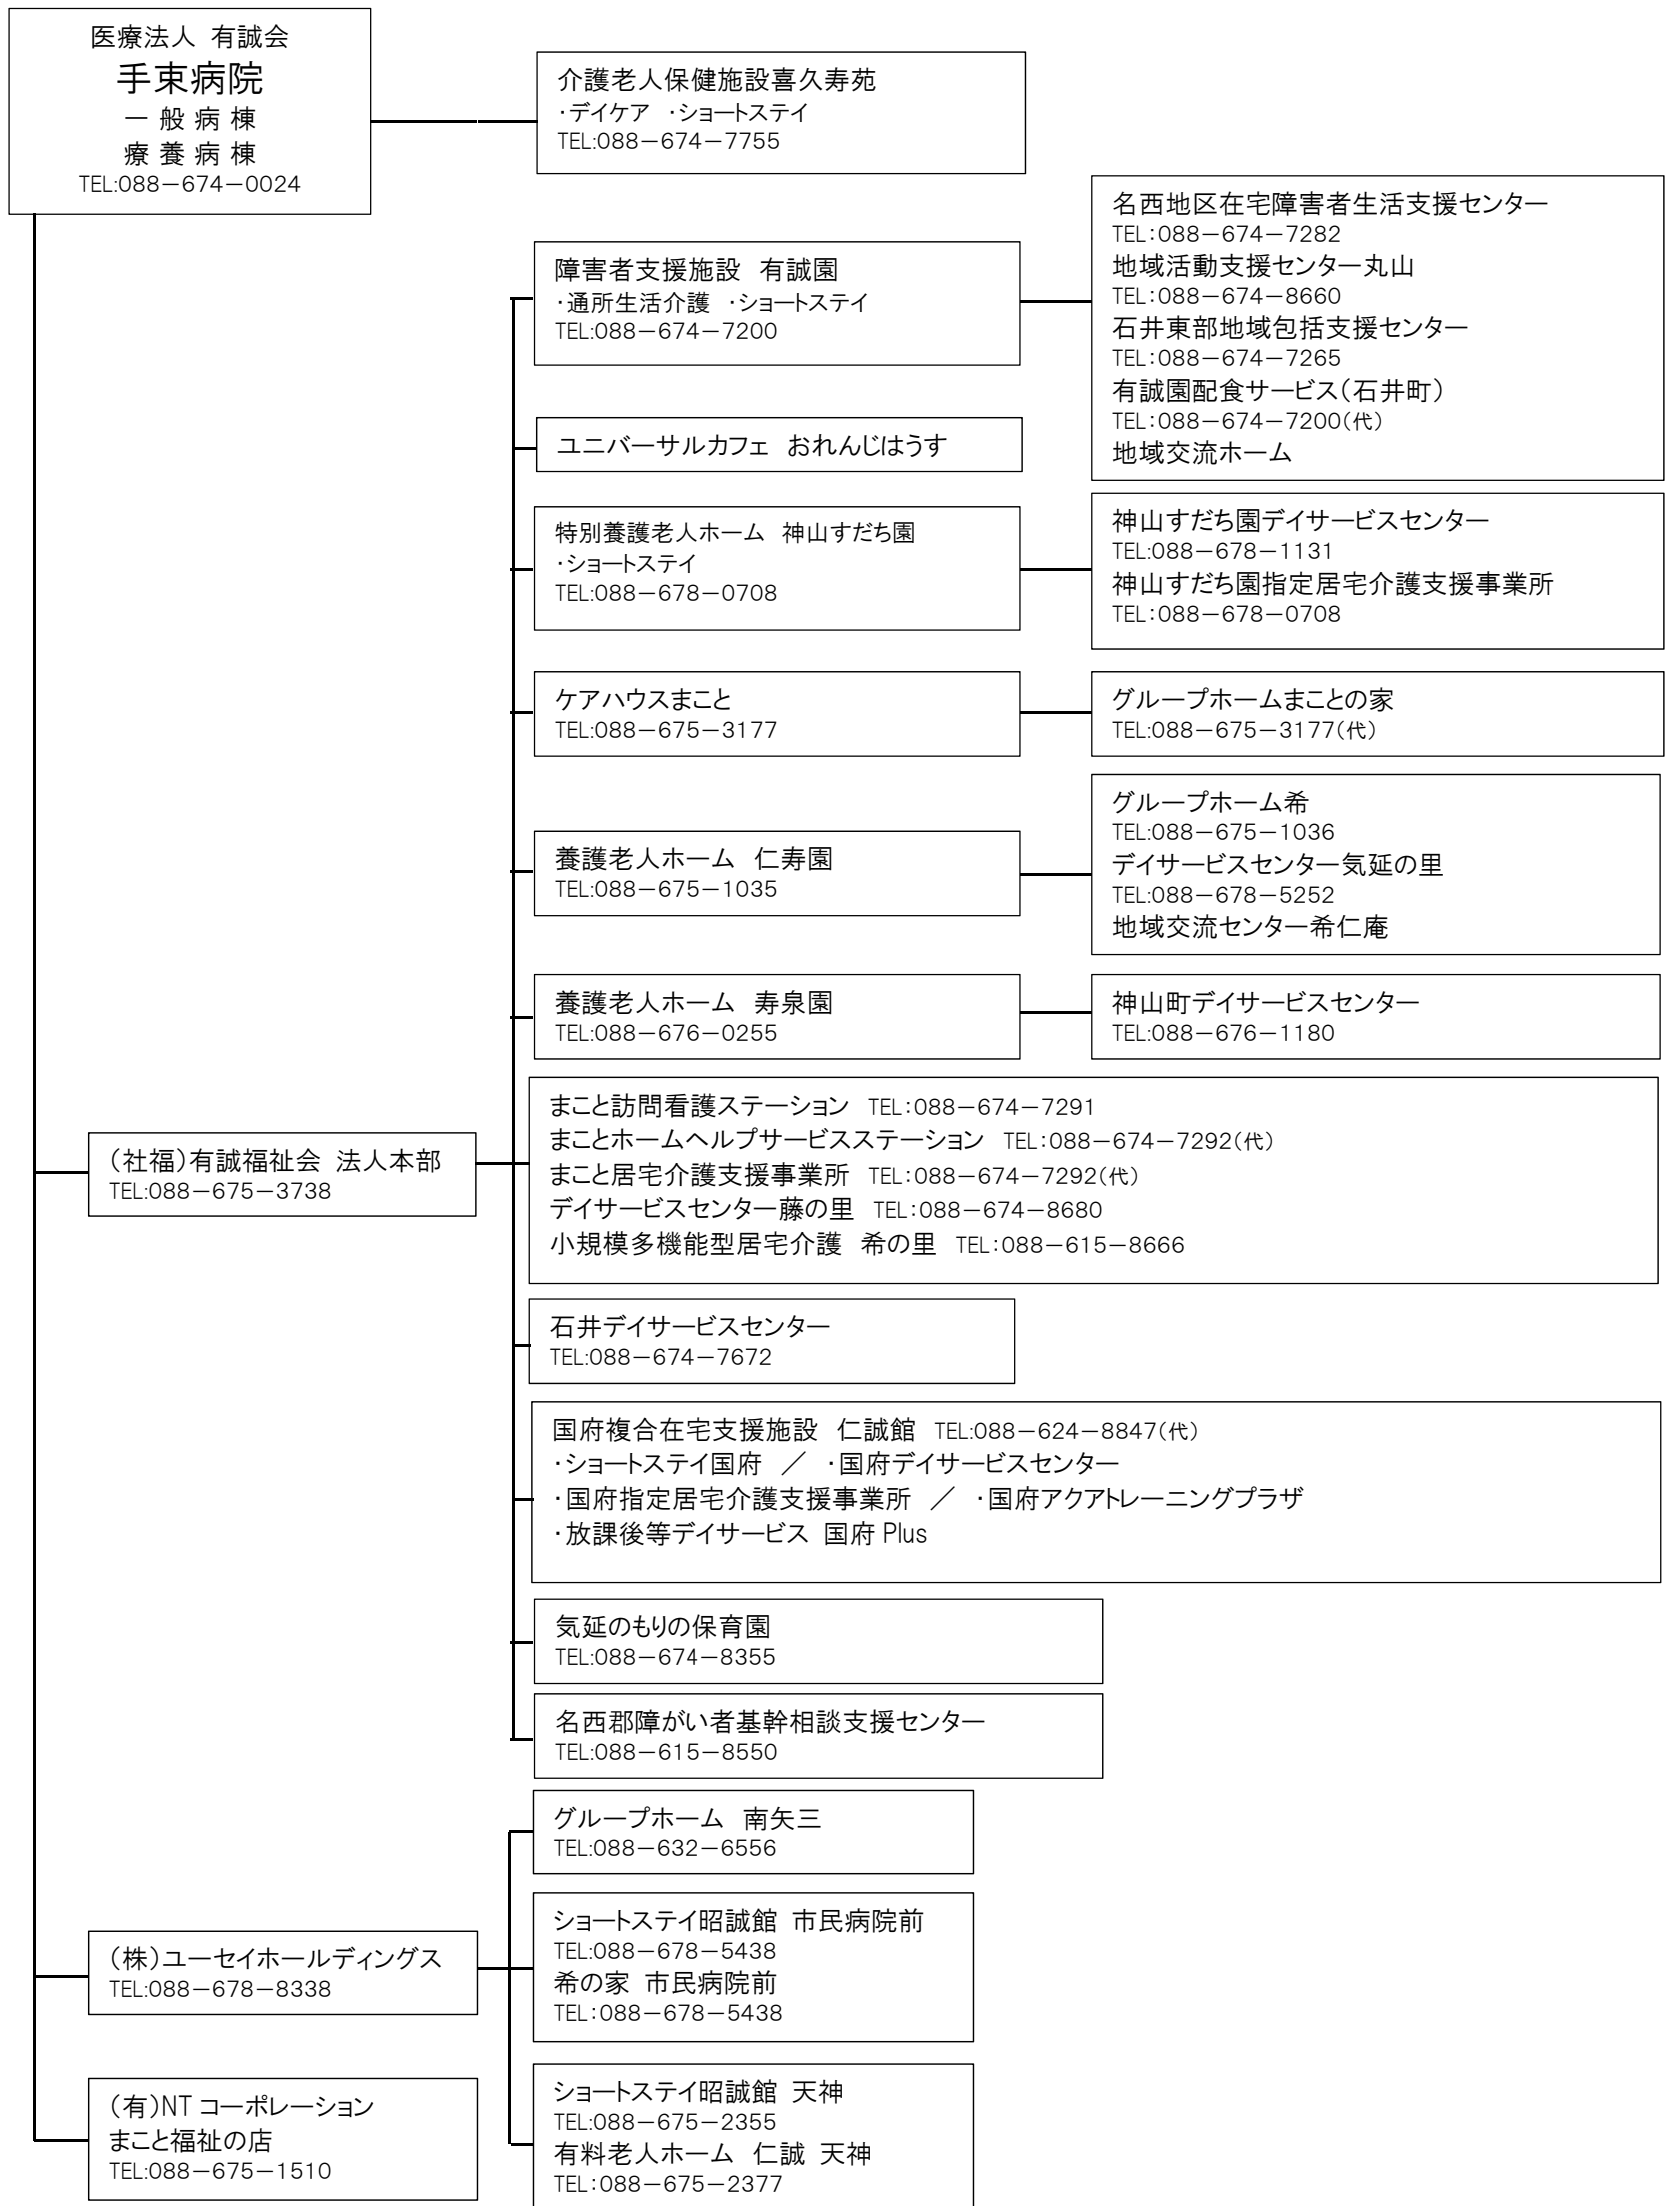 医療法人 有誠会
手束病院
一 般 病 棟
療 養 病 棟
TEL:088－674－0024
介護老人保健施設喜久寿苑
・デイケア ・ショートステイ
TEL:088－674－7755
障害者支援施設 有誠園
・通所生活介護 ・ショートステイ
TEL:088－674－7200
名西地区在宅障害者生活支援センター
TEL：088－674－7282
地域活動支援センター丸山
TEL：088－674－8660
石井東部地域包括支援センター
TEL：088－674－7265
有誠園配食サービス（石井町）
TEL：088－674－7200（代）
地域交流ホーム
ユニバーサルカフェ おれんじはうす
特別養護老人ホーム 神山すだち園
・ショートステイ
TEL:088－678－0708
神山すだち園デイサービスセンター
TEL:088－678－1131
神山すだち園指定居宅介護支援事業所
TEL：088－678－0708
ケアハウスまこと
TEL:088－675－3177
グループホームまことの家
TEL:088－675－3177（代）
養護老人ホーム 仁寿園
TEL:088－675－1035
グループホーム希
TEL:088－675－1036
デイサービスセンター気延の里
TEL:088－678－5252
地域交流センター希仁庵
養護老人ホーム 寿泉園
TEL:088－676－0255
神山町デイサービスセンター
TEL:088－676－1180
（社福）有誠福祉会 法人本部
TEL:088－675－3738
まこと訪問看護ステーション TEL：088－674－7291
まことホームヘルプサービスステーション TEL：088－674－7292（代）
まこと居宅介護支援事業所 TEL：088－674－7292（代）
デイサービスセンター藤の里 TEL：088－674－8680
小規模多機能型居宅介護 希の里 TEL：088－615－8666
石井デイサービスセンター
TEL:088－674－7672
国府複合在宅支援施設 仁誠館 TEL:088－624－8847（代）
・ショートステイ国府 ／ ・国府デイサービスセンター
・国府指定居宅介護支援事業所 ／ ・国府アクアトレーニングプラザ
・放課後等デイサービス 国府 Plus
気延のもりの保育園
TEL:088－674－8355
名西郡障がい者基幹相談支援センター
TEL:088－615－8550
（株）ユーセイホールディングス
TEL:088－678－8338
グループホーム 南矢三
TEL:088－632－6556
ショートステイ昭誠館 市民病院前
TEL:088－678－5438
希の家 市民病院前
TEL：088－678－5438
ショートステイ昭誠館 天神
TEL:088－675－2355
有料老人ホーム 仁誠 天神
TEL：088－675－2377
（有）NT コーポレーション
まこと福祉の店
TEL:088－675－1510